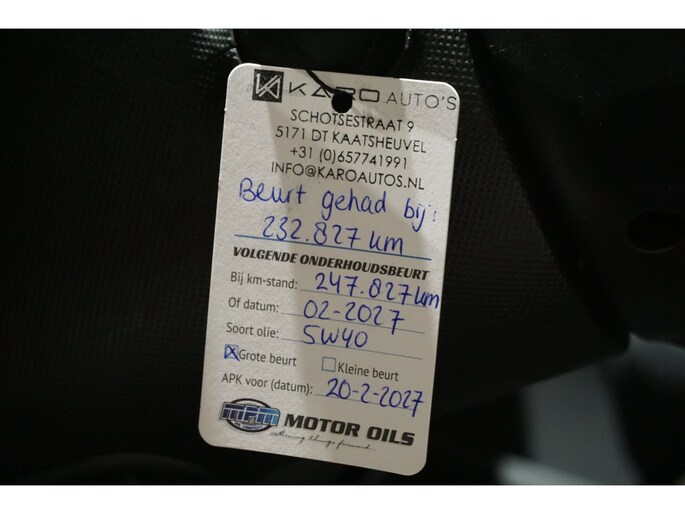 KARO AUTO'S
SCHOTSESTRAAT 9
5171 DT KAATSHEUVEL
+31 (0)657741991
INFO@KAROAUTOS.NL
Beurt gehad bij:
232.827 km
VOLGENDE ONDERHOUDSBEURT
Bij km-stand: 247.827 km
Of datum: 02-2027
Soort olie: 5W40
Grote beurt Kleine beurt
APK voor (datum): 20-2-2027
MPM MOTOR OILS